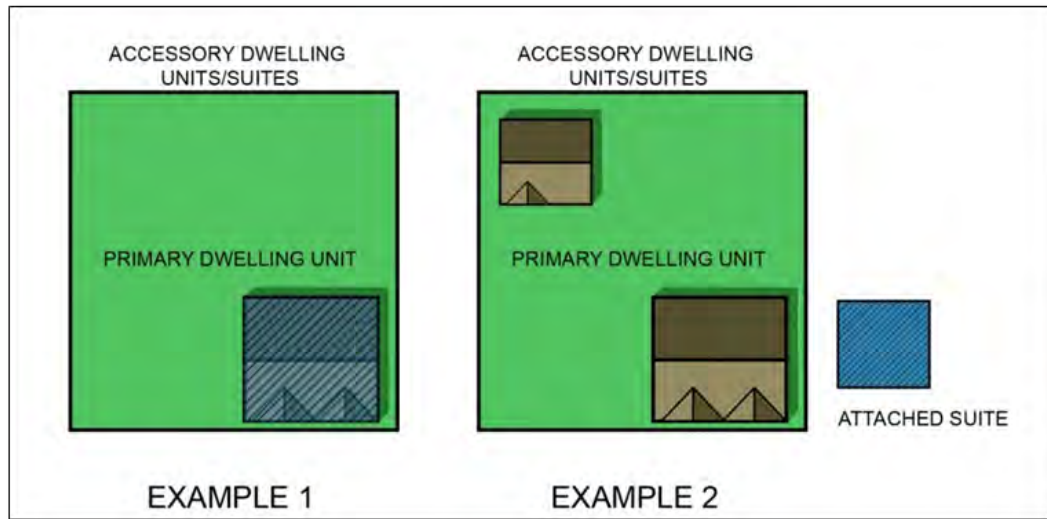 ACCESSORY DWELLING
UNITS/SUITES
PRIMARY DWELLING UNIT
EXAMPLE 1
ACCESSORY DWELLING
UNITS/SUITES
PRIMARY DWELLING UNIT
EXAMPLE 2
ATTACHED SUITE